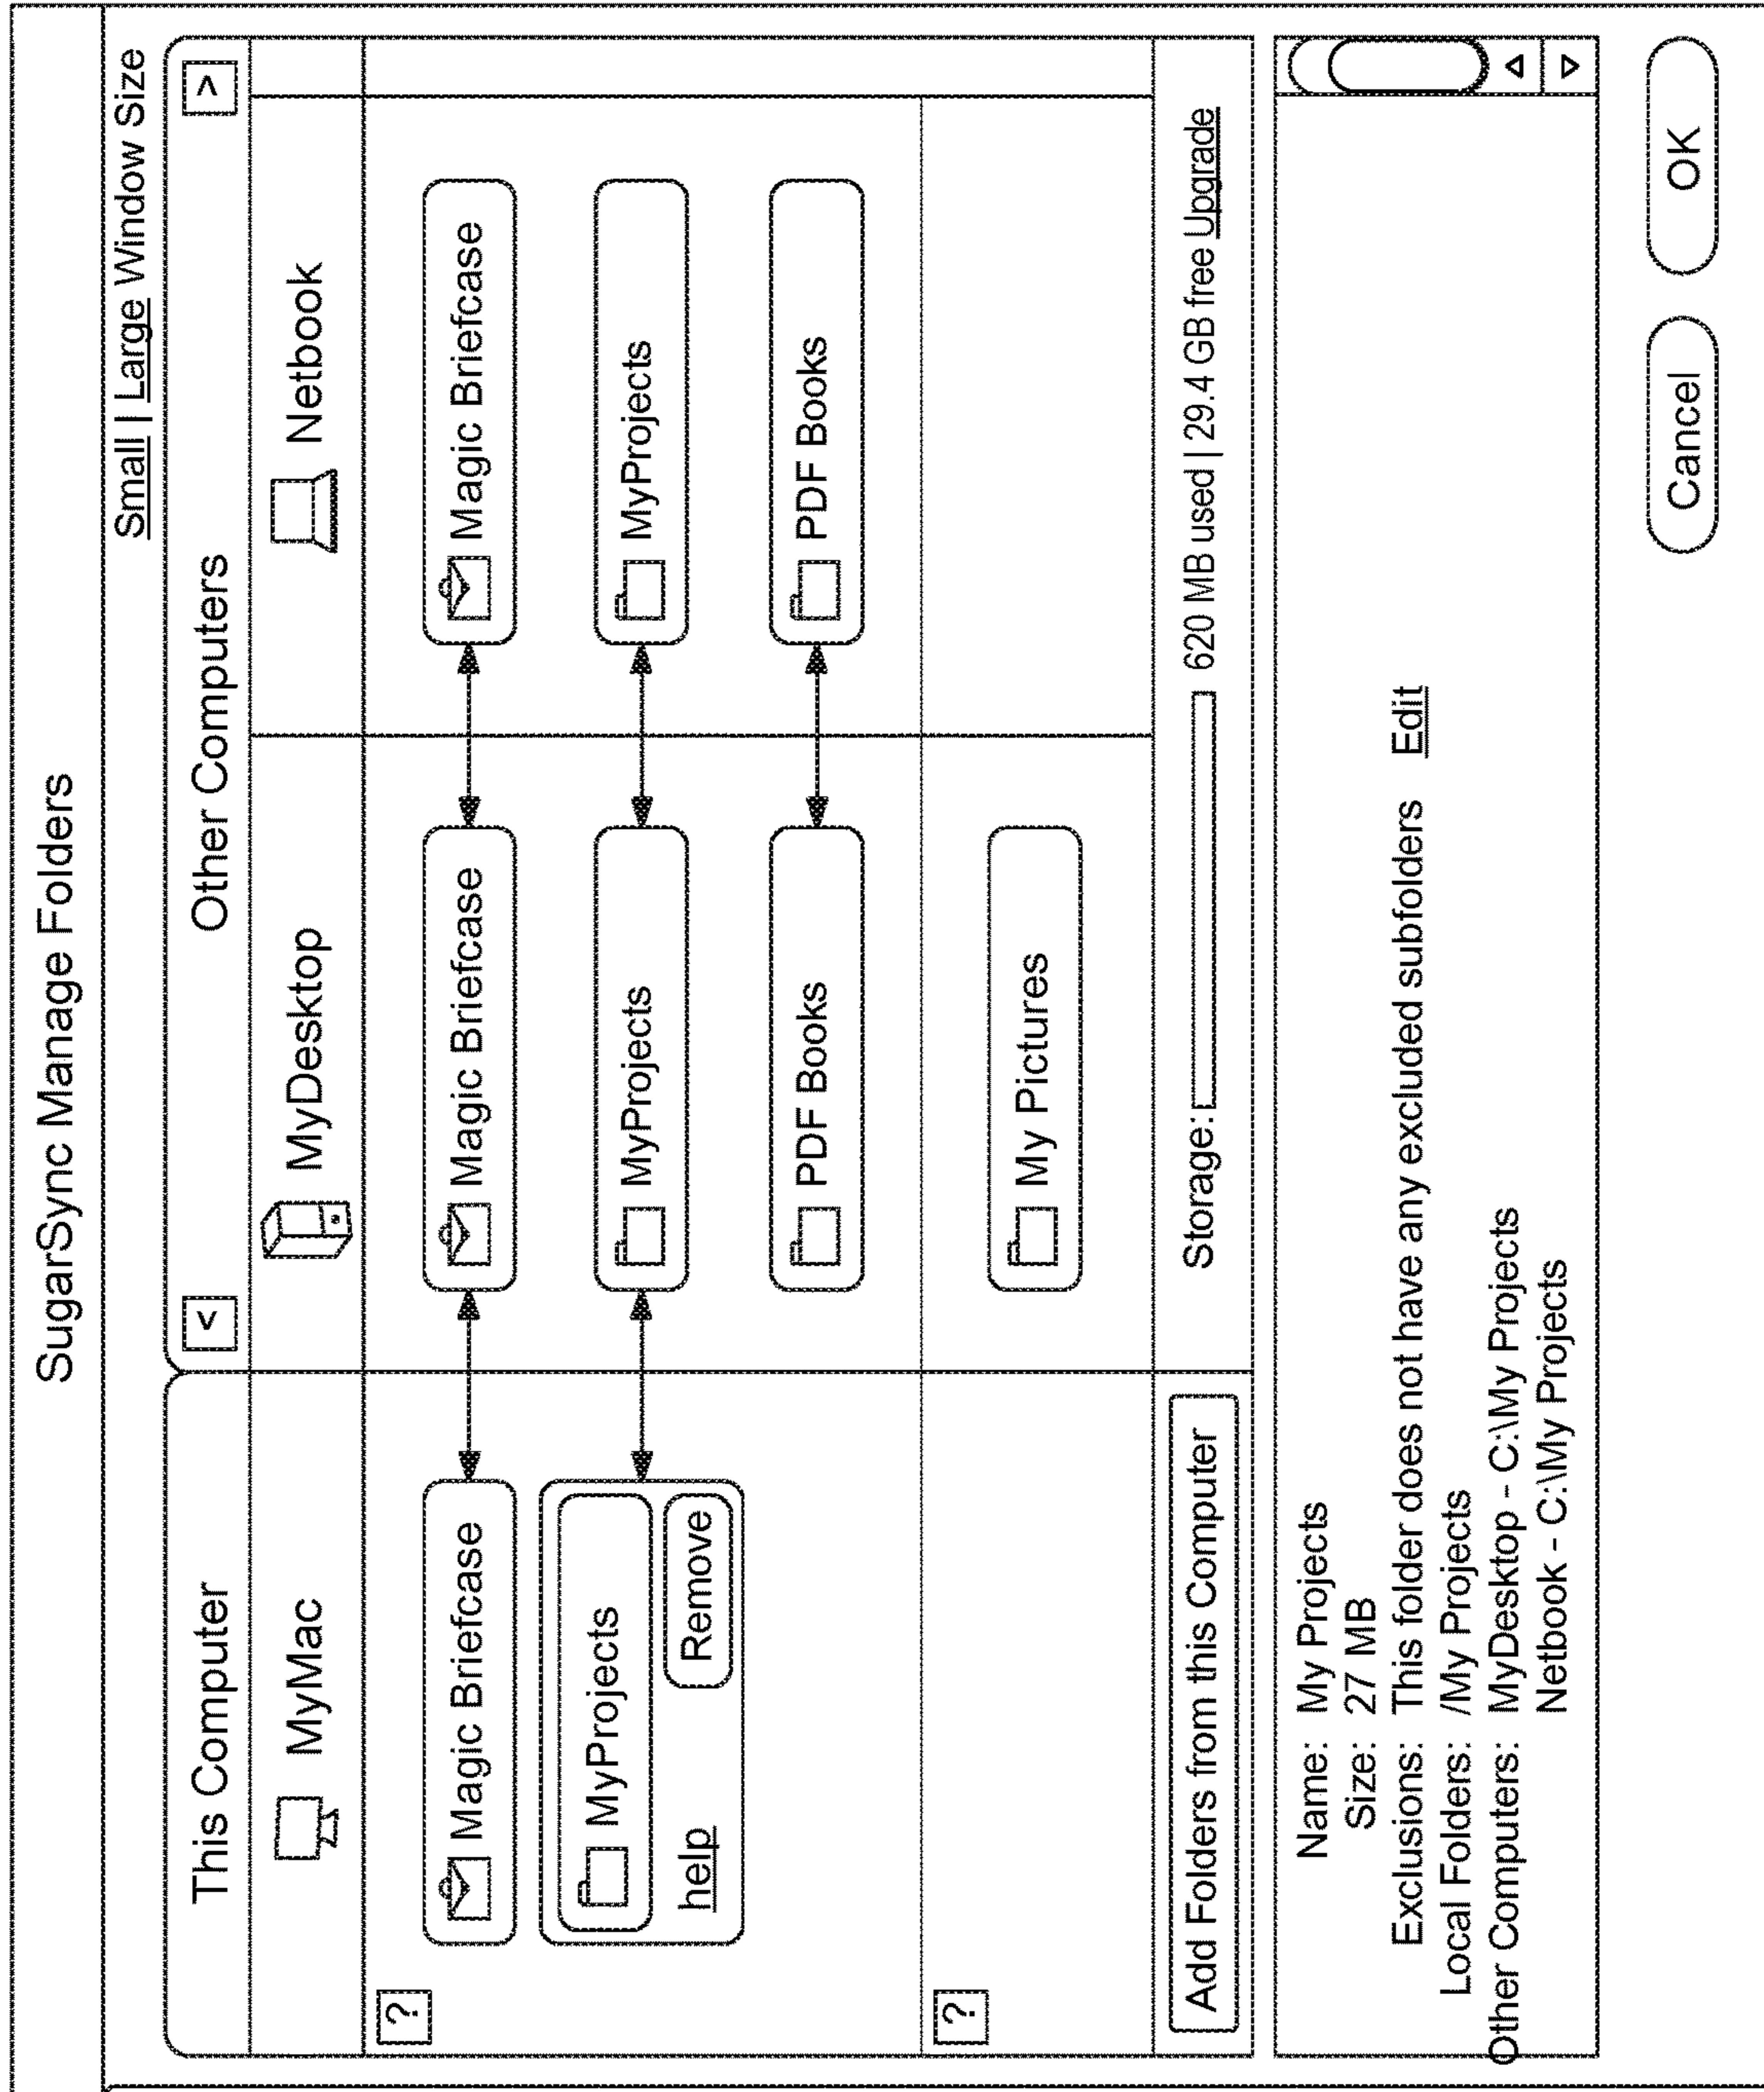 SugarSync Manage Folders
Small | Large Window Size
This Computer
< Other Computers >
MyMac
MyDesktop
Netbook
?
Magic Briefcase
Magic Briefcase
Magic Briefcase
MyProjects
MyProjects
MyProjects
help Remove
PDF Books
PDF Books
?
My Pictures
Add Folders from this Computer
Storage: 620 MB used | 29.4 GB free Upgrade
Name: My Projects
Size: 27 MB
Exclusions: This folder does not have any excluded subfolders Edit
Local Folders: /My Projects
Other Computers: MyDesktop - C:\My Projects
Netbook - C:\My Projects
Cancel
OK